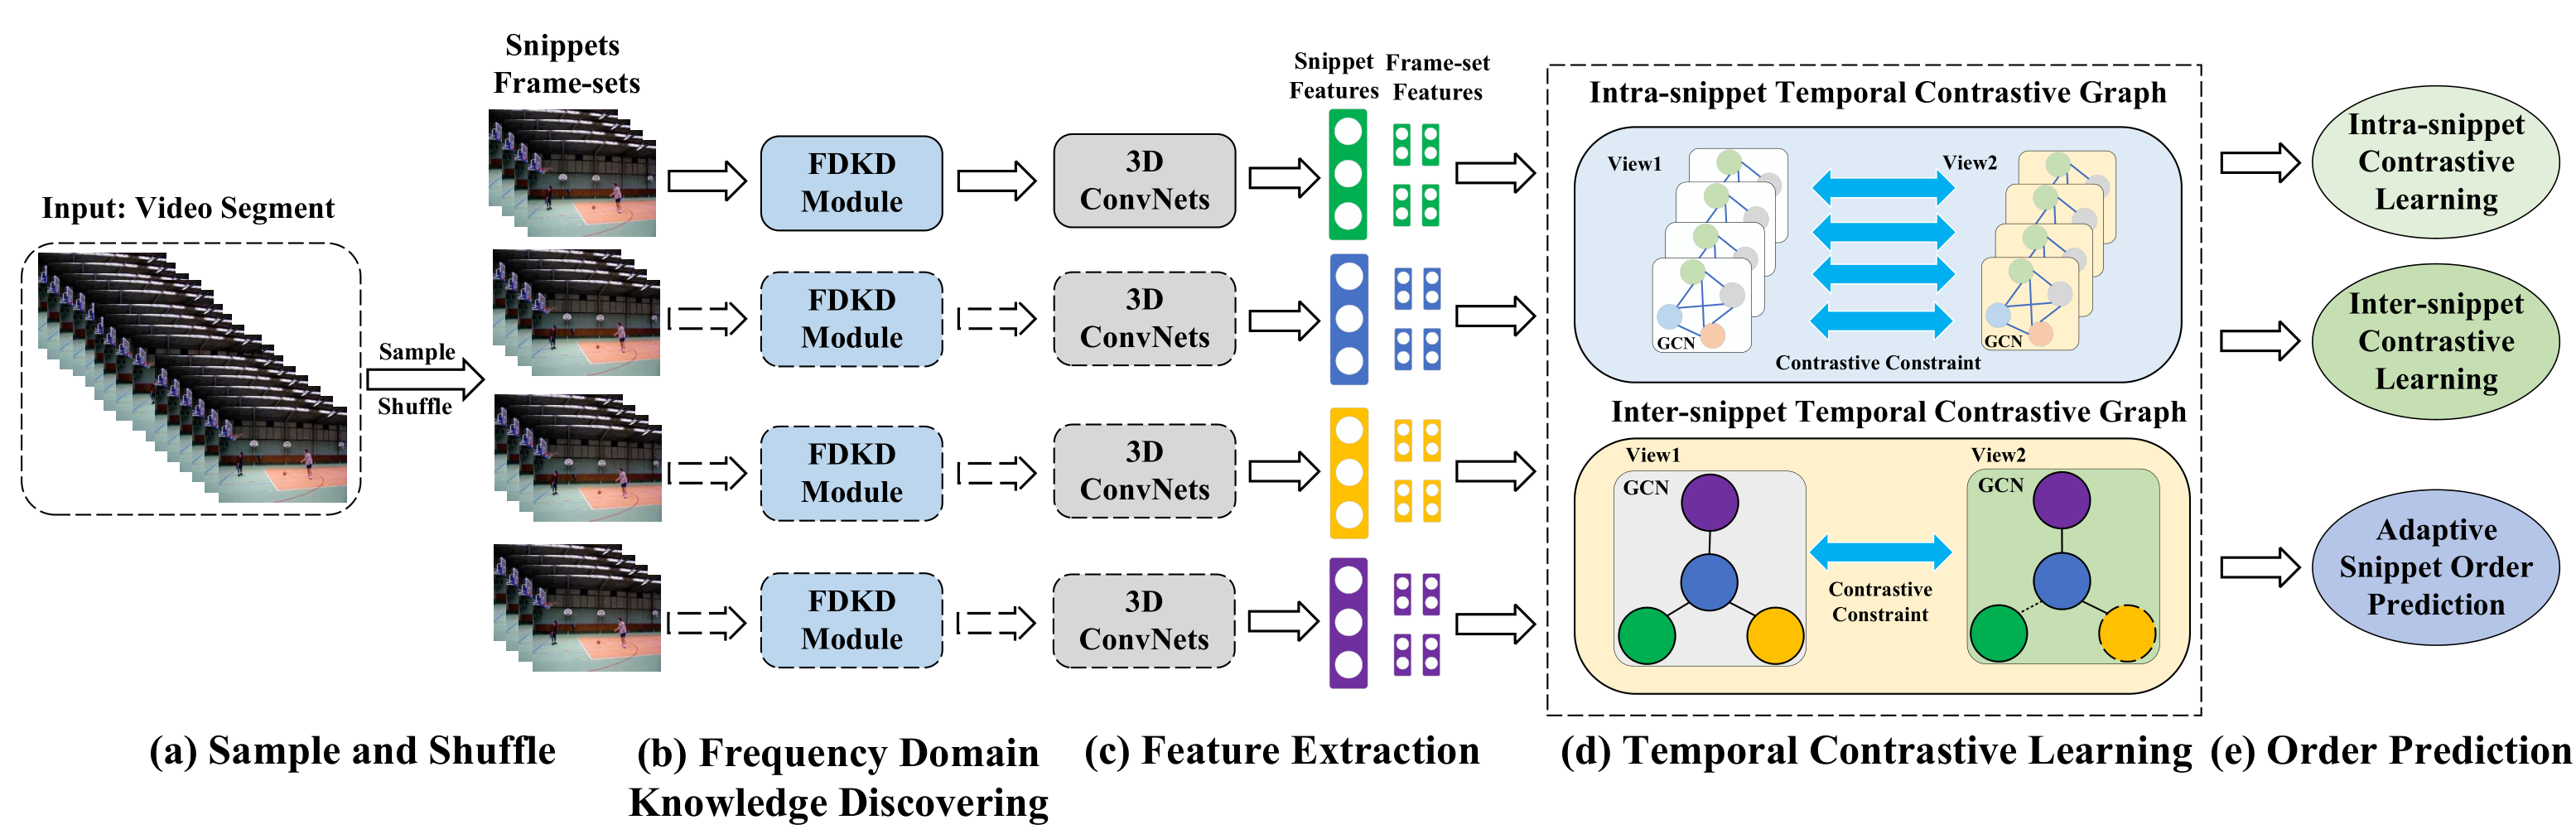 Input: Video Segment
Sample
Shuffle
Snippets
Frame-sets
FDKD
Module
FDKD
Module
FDKD
Module
FDKD
Module
3D
ConvNets
3D
ConvNets
3D
ConvNets
3D
ConvNets
Snippet
Features
Frame-set
Features
Intra-snippet Temporal Contrastive Graph
View1
View2
GCN
GCN
Contrastive Constraint
Inter-snippet Temporal Contrastive Graph
View1
View2
GCN
GCN
Contrastive
Constraint
Intra-snippet
Contrastive
Learning
Inter-snippet
Contrastive
Learning
Adaptive
Snippet Order
Prediction
(a) Sample and Shuffle
(b) Frequency Domain
Knowledge Discovering
(c) Feature Extraction
(d) Temporal Contrastive Learning
(e) Order Prediction